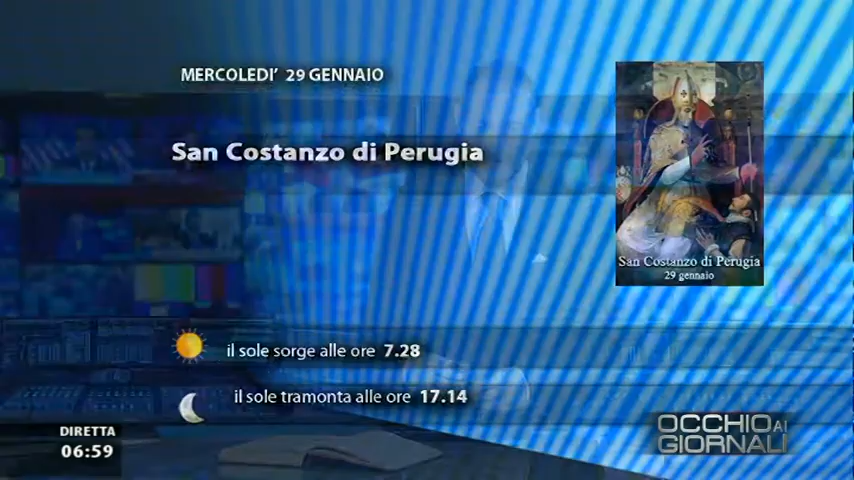 MERCOLEDI’ 29 GENNAIO
San Costanzo di Perugia
San Costanzo di Perugia
29 gennaio
il sole sorge alle ore 7.28
il sole tramonta alle ore 17.14
DIRETTA
06:59
OCCHIO AI
GIORNALI